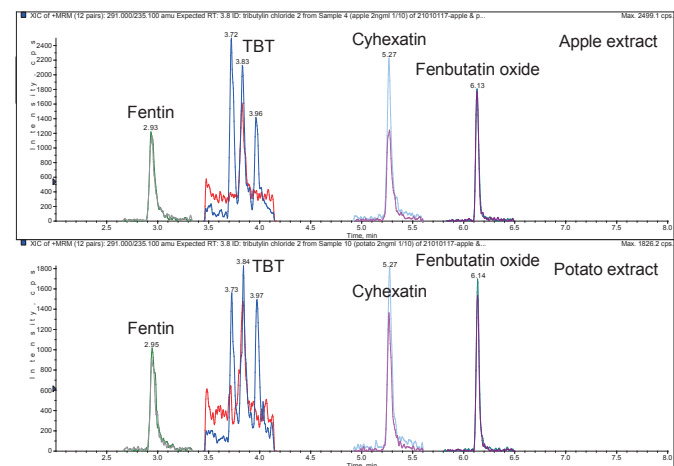 XIC of +MRM (12 pairs): 291.000/235.100 amu Expected RT: 3.8 ID: tributylin chloride 2 from Sample 4 (apple 2ngml 1/10) of 21010117-apple & p... Max. 2499.1 cps.
Apple extract
TBT
Cyhexatin
Fenbutatin oxide
Fentin
3.72
3.83
3.96
5.27
6.13
2.93
Intensity, cps
2400
2200
2000
1800
1600
1400
1200
1000
800
600
400
200
0
2.5 3.0 3.5 4.0 4.5 5.0 5.5 6.0 6.5 7.0 7.5 8.0
Time, min
XIC of +MRM (12 pairs): 291.000/235.100 amu Expected RT: 3.8 ID: tributylin chloride 2 from Sample 10 (potato 2ngml 1/10) of 21010117-apple &... Max. 1826.2 cps.
Potato extract
TBT
Cyhexatin
Fenbutatin oxide
Fentin
3.84
3.73
3.97
5.27
6.14
2.95
Intensity, cps
1800
1600
1400
1200
1000
800
600
400
200
0
2.5 3.0 3.5 4.0 4.5 5.0 5.5 6.0 6.5 7.0 7.5 8.0
Time, min